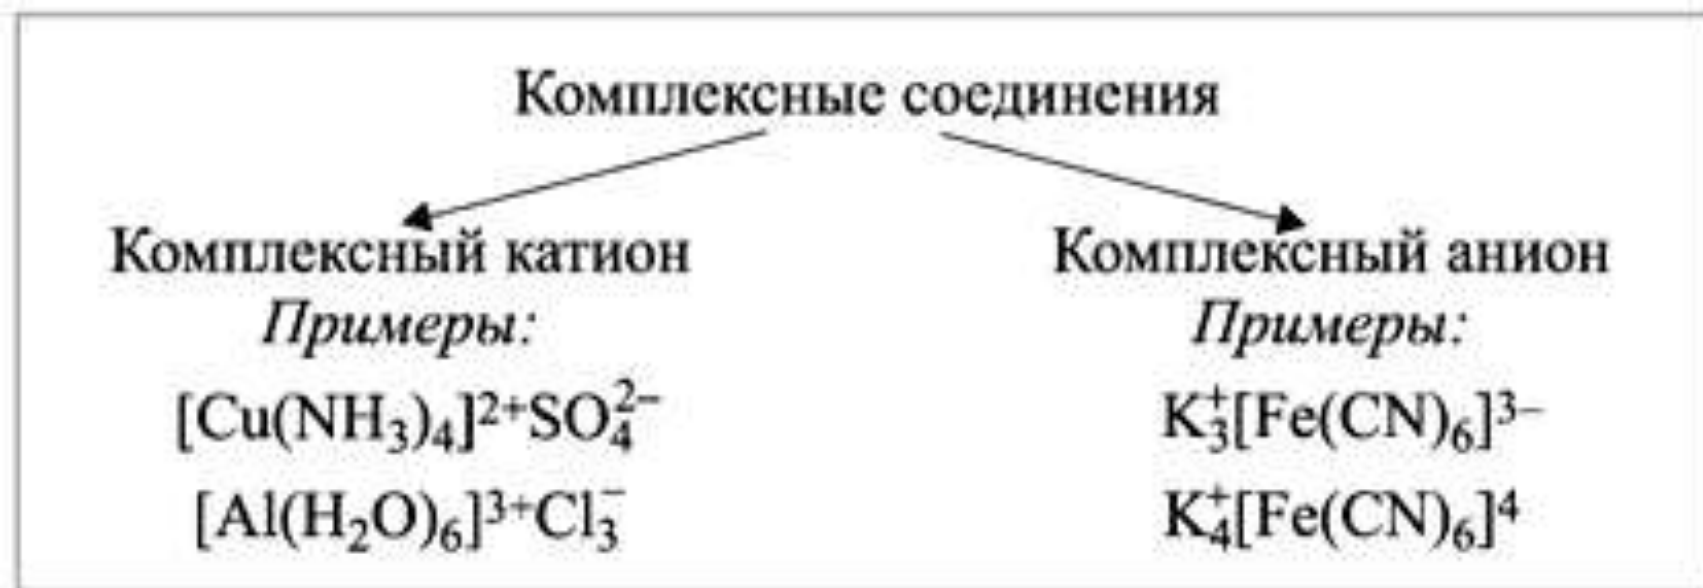 Комплексные соединения
Комплексный катион
Примеры:
[Cu(NH₃)₄]²⁺SO₄²⁻
[Al(H₂O)₆]³⁺Cl₃⁻
Комплексный анион
Примеры:
K₃⁺[Fe(CN)₆]³⁻
K₄⁺[Fe(CN)₆]⁴